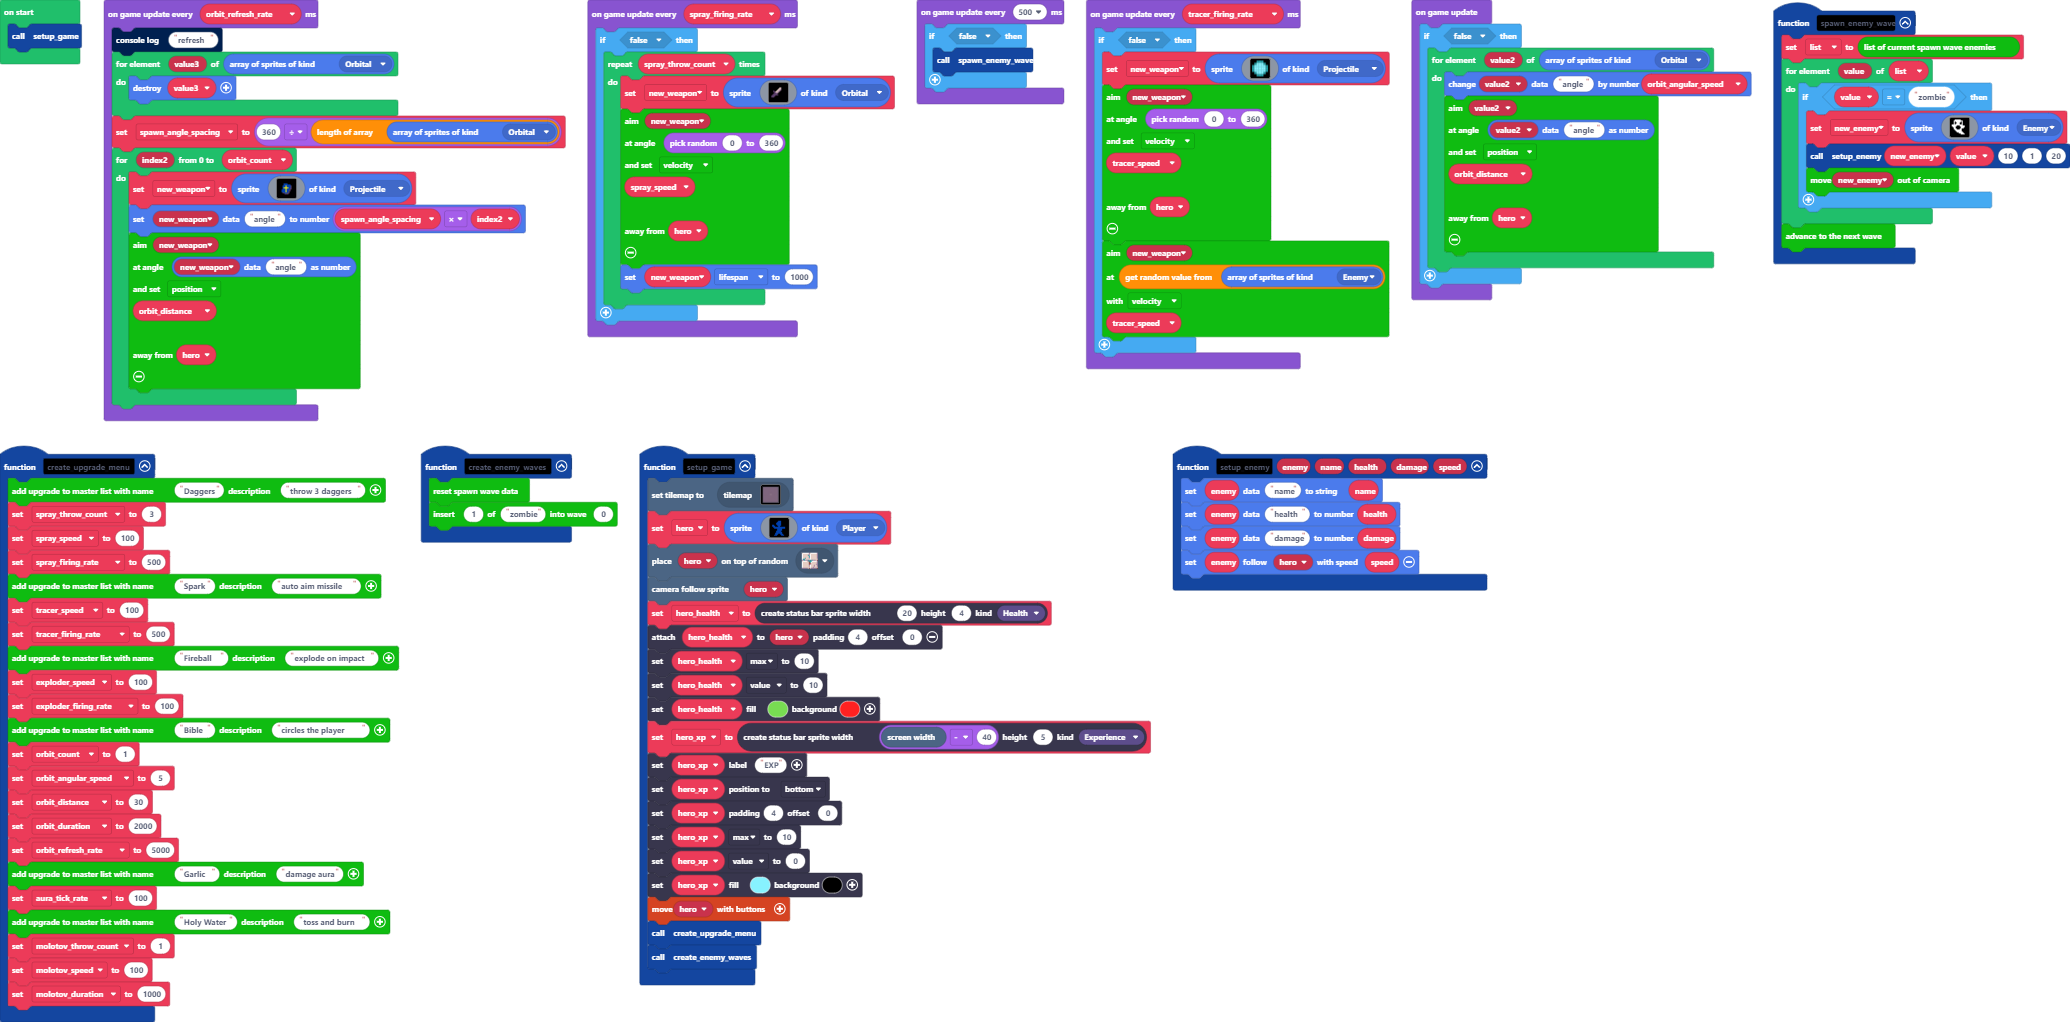 on start
call setup_game
on game update every orbit_refresh_rate ms
console log "refresh"
for element value3 of array of sprites of kind Orbital
do destroy value3
set spawn_angle_spacing to 360 ÷ length of array array of sprites of kind Orbital
for index2 from 0 to orbit_count
do set new_weapon to sprite of kind Projectile
set new_weapon data "angle" to number spawn_angle_spacing × index2
aim new_weapon
at angle new_weapon data "angle" as number
and set position
orbit_distance
away from hero
on game update every spray_firing_rate ms
if false then
repeat spray_throw_count times
do set new_weapon to sprite of kind Orbital
aim new_weapon
at angle pick random 0 to 360
and set velocity
spray_speed
away from hero
set new_weapon lifespan to 1000
on game update every 500 ms
if false then
call spawn_enemy_wave
on game update every tracer_firing_rate ms
if false then
set new_weapon to sprite of kind Projectile
aim new_weapon
at angle pick random 0 to 360
and set velocity
tracer_speed
away from hero
aim new_weapon
at get random value from array of sprites of kind Enemy
with velocity
tracer_speed
on game update
if false then
for element value2 of array of sprites of kind Orbital
do change value2 data "angle" by number orbit_angular_speed
aim value2
at angle value2 data "angle" as number
and set position
orbit_distance
away from hero
function spawn enemy wave
set list to list of current spawn wave enemies
for element value of list
do if value = "zombie" then
set new_enemy to sprite of kind Enemy
call setup_enemy new_enemy value 10 1 20
move new_enemy out of camera
advance to the next wave
function create upgrade menu
add upgrade to master list with name "Daggers" description "throw 3 daggers"
set spray_throw_count to 3
set spray_speed to 100
set spray_firing_rate to 500
add upgrade to master list with name "Spark" description "auto aim missile"
set tracer_speed to 100
set tracer_firing_rate to 500
add upgrade to master list with name "Fireball" description "explode on impact"
set exploder_speed to 100
set exploder_firing_rate to 100
add upgrade to master list with name "Bible" description "circles the player"
set orbit_count to 1
set orbit_angular_speed to 5
set orbit_distance to 30
set orbit_duration to 2000
set orbit_refresh_rate to 5000
add upgrade to master list with name "Garlic" description "damage aura"
set aura_tick_rate to 100
add upgrade to master list with name "Holy Water" description "toss and burn"
set molotov_throw_count to 1
set molotov_speed to 100
set molotov_duration to 1000
function create enemy waves
reset spawn wave data
insert 1 of "zombie" into wave 0
function setup game
set tilemap to tilemap
set hero to sprite of kind Player
place hero on top of random
camera follow sprite hero
set hero_health to create status bar sprite width 20 height 4 kind Health
attach hero_health to hero padding 4 offset 0
set hero_health max to 10
set hero_health value to 10
set hero_health fill background
set hero_xp to create status bar sprite width screen width - 40 height 5 kind Experience
set hero_xp label "EXP"
set hero_xp position to bottom
set hero_xp padding 4 offset 0
set hero_xp max to 10
set hero_xp value to 0
set hero_xp fill background
move hero with buttons
call create_upgrade_menu
call create_enemy_waves
function setup enemy enemy name health damage speed
set enemy data "name" to string name
set enemy data "health" to number health
set enemy data "damage" to number damage
set enemy follow hero with speed speed